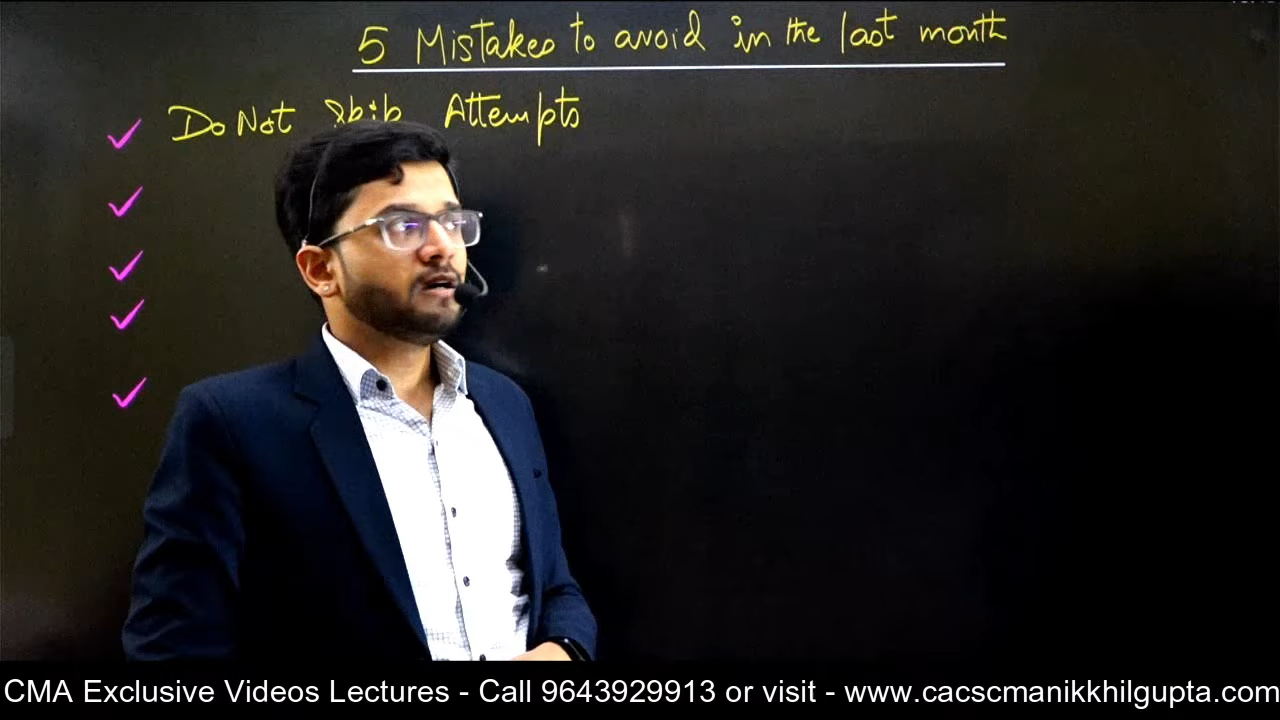 5 Mistakes to avoid in the last month
Do Not Skip Attempts
CMA Exclusive Videos Lectures - Call 9643929913 or visit - www.cacscmanikkhilgupta.com